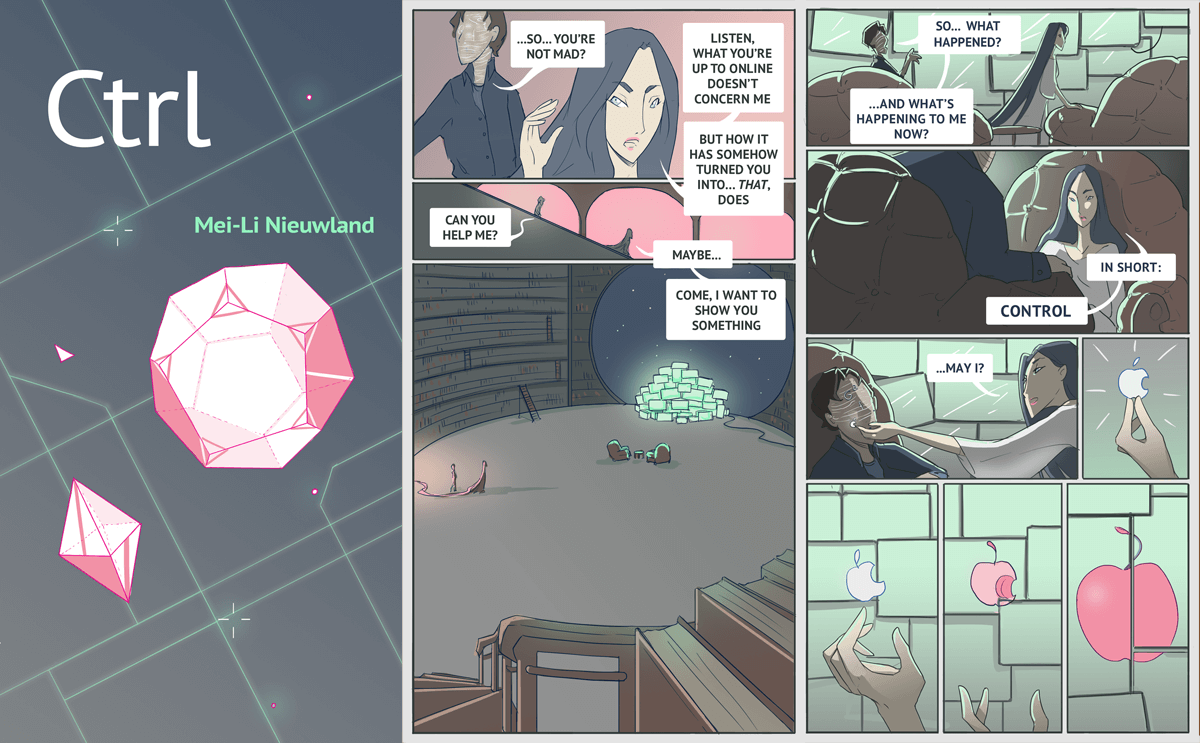 Ctrl
Mei-Li Nieuwland
...SO... YOU'RE
NOT MAD?
LISTEN,
WHAT YOU'RE
UP TO ONLINE
DOESN'T
CONCERN ME
BUT HOW IT
HAS SOMEHOW
TURNED YOU
INTO... THAT,
DOES
CAN YOU
HELP ME?
MAYBE...
COME, I WANT TO
SHOW YOU
SOMETHING
SO... WHAT
HAPPENED?
...AND WHAT'S
HAPPENING TO ME
NOW?
IN SHORT:
CONTROL
...MAY I?